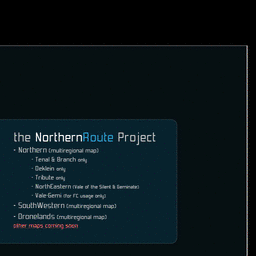 the NorthernRoute Project
- Northern (multiregional map)
- Tenal & Branch only
- Deklein only
- Tribute only
- NorthEastern (Vale of the Silent & Geminate)
- Vale-Gemi (for FC usage only)
- SouthWestern (multiregional map)
- Dronelands (multiregional map)
other maps coming soon